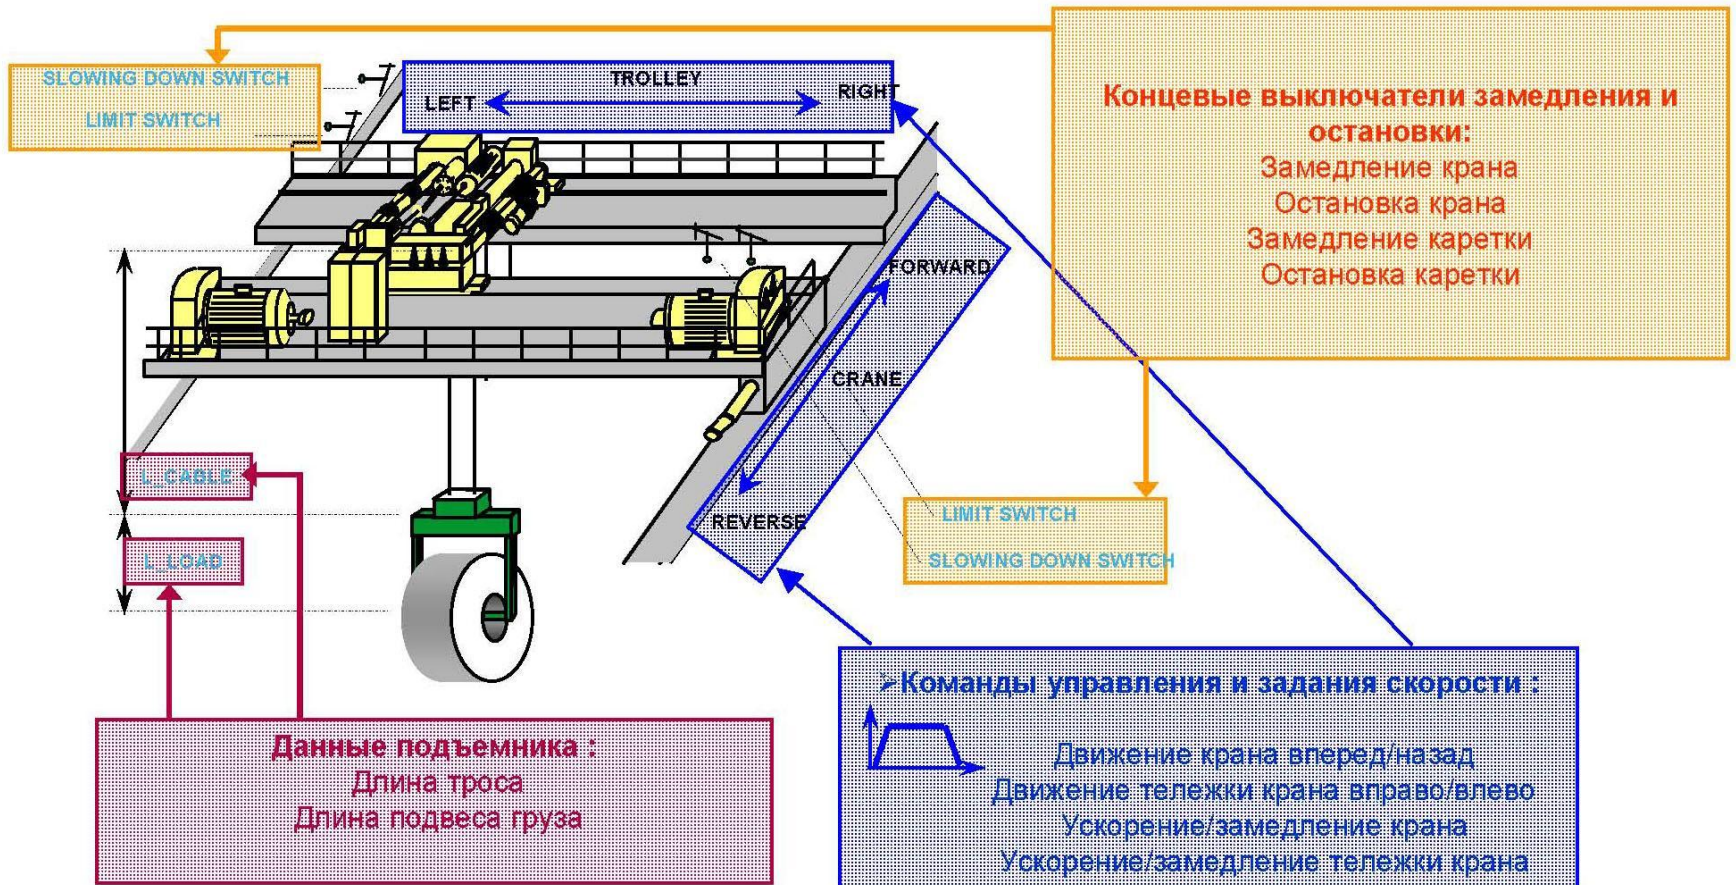 SLOWING DOWN SWITCH
LIMIT SWITCH
TROLLEY
LEFT
RIGHT
Концевые выключатели замедления и
остановки:
Замедление крана
Остановка крана
Замедление каретки
Остановка каретки
FORWARD
CRANE
REVERSE
L_CABLE
L_LOAD
LIMIT SWITCH
SLOWING DOWN SWITCH
Данные подъемника :
Длина троса
Длина подвеса груза
➢Команды управления и задания скорости :
Движение крана вперед/назад
Движение тележки крана вправо/влево
Ускорение/замедление крана
Ускорение/замедление тележки крана